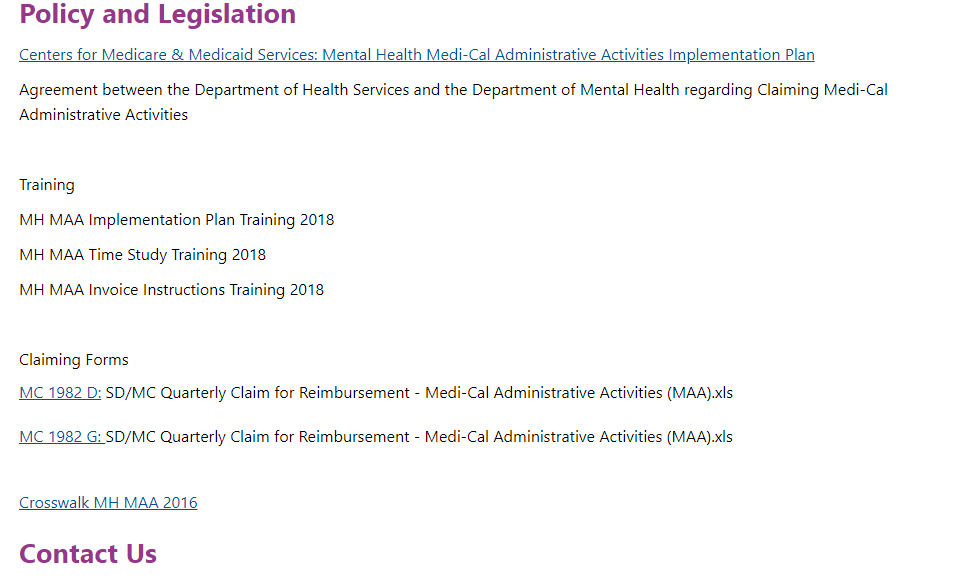 Policy and Legislation
Centers for Medicare & Medicaid Services: Mental Health Medi-Cal Administrative Activities Implementation Plan
Agreement between the Department of Health Services and the Department of Mental Health regarding Claiming Medi-Cal
Administrative Activities
Training
MH MAA Implementation Plan Training 2018
MH MAA Time Study Training 2018
MH MAA Invoice Instructions Training 2018
Claiming Forms
MC 1982 D: SD/MC Quarterly Claim for Reimbursement - Medi-Cal Administrative Activities (MAA).xls
MC 1982 G: SD/MC Quarterly Claim for Reimbursement - Medi-Cal Administrative Activities (MAA).xls
Crosswalk MH MAA 2016
Contact Us